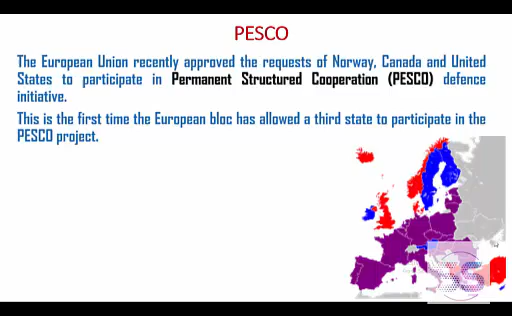 PESCO
The European Union recently approved the requests of Norway, Canada and United
States to participate in Permanent Structured Cooperation (PESCO) defence
initiative.
This is the first time the European bloc has allowed a third state to participate in the
PESCO project.